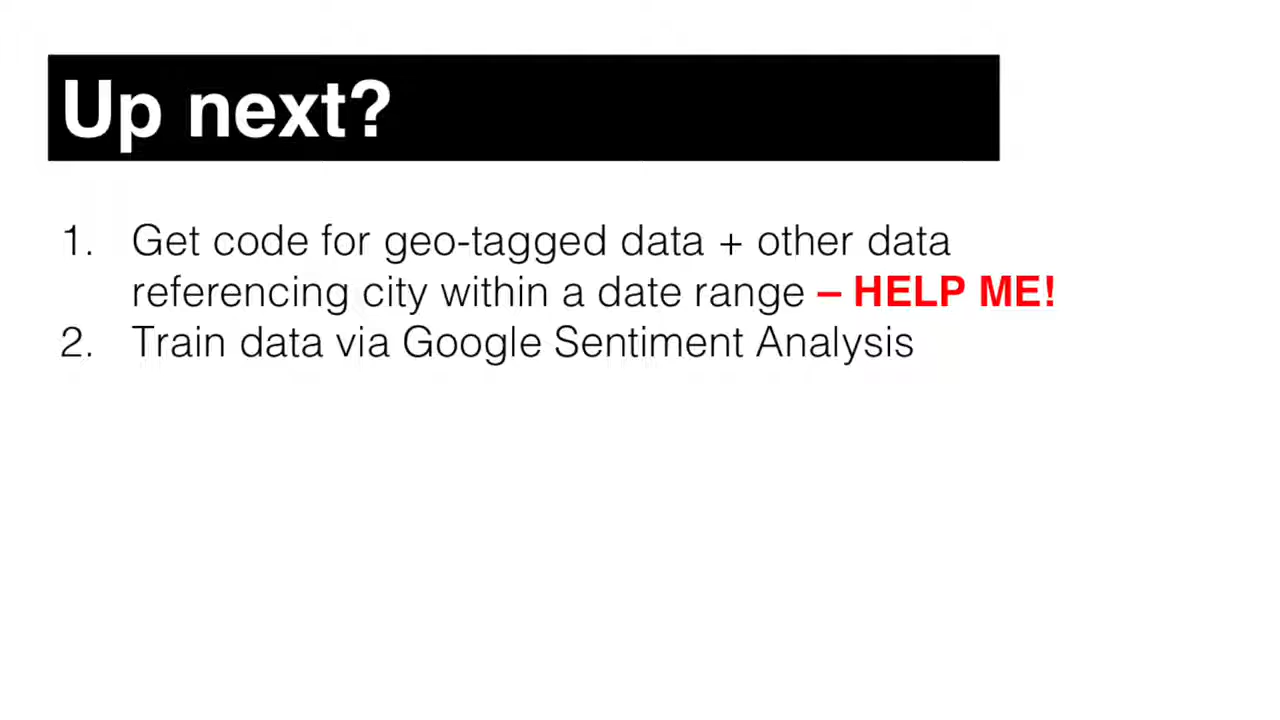 Up next?
1. Get code for geo-tagged data + other data
referencing city within a date range – HELP ME!
2. Train data via Google Sentiment Analysis